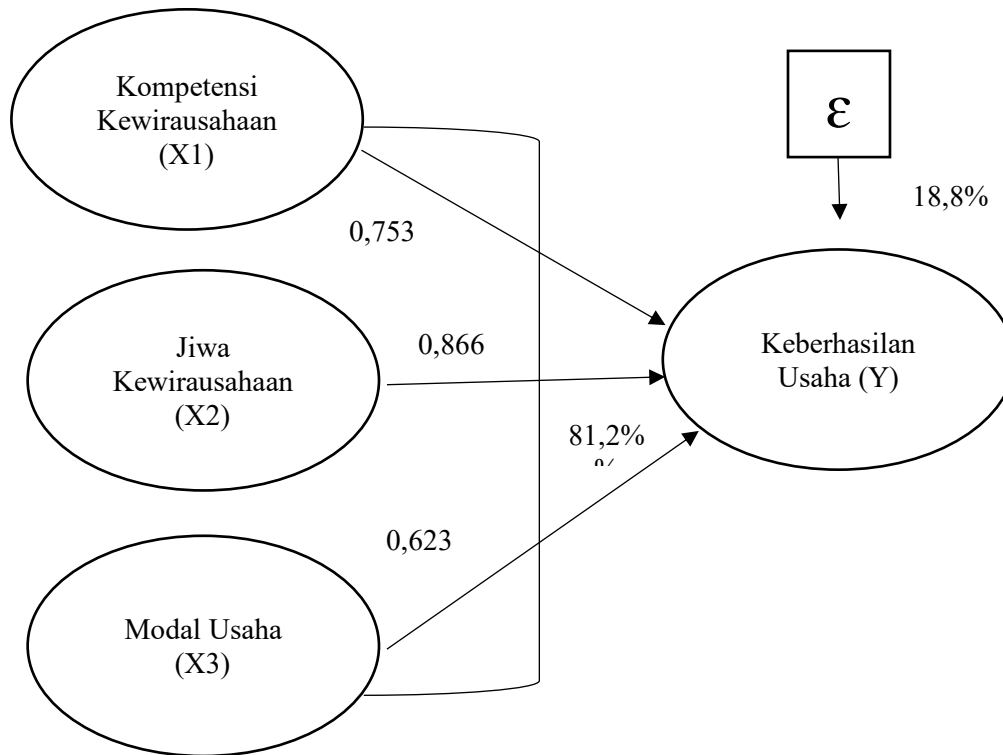 Kompetensi
Kewirausahaan
(X1)
ε
18,8%
0,753
Jiwa
Kewirausahaan
(X2)
0,866
Keberhasilan
Usaha (Y)
81,2%
%
0,623
Modal Usaha
(X3)